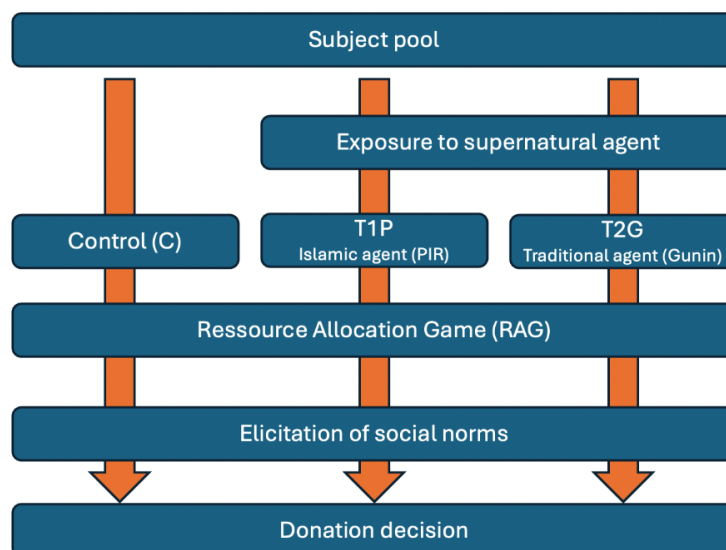 Subject pool
Exposure to supernatural agent
Control (C)
T1P
Islamic agent (PIR)
T2G
Traditional agent (Gunin)
Ressource Allocation Game (RAG)
Elicitation of social norms
Donation decision